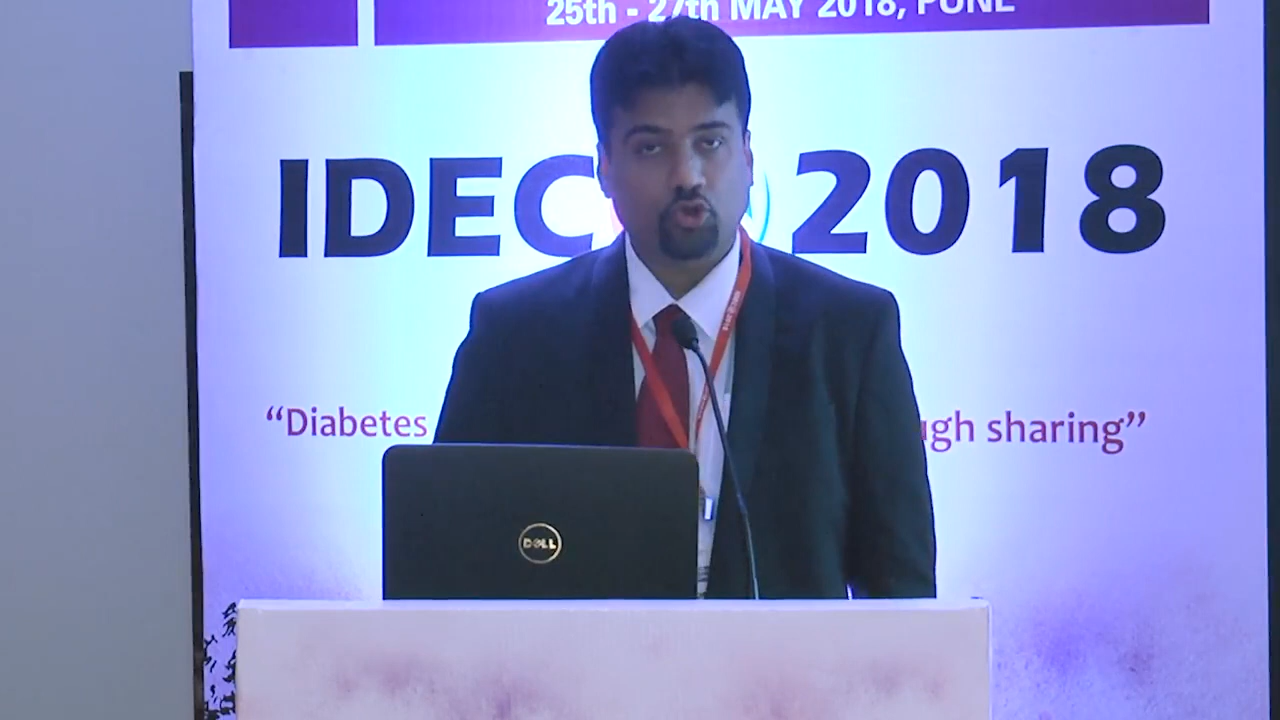 25th - 27th MAY 2018, PUNE
IDEC 2018
“Diabetes ugh sharing”
DELL